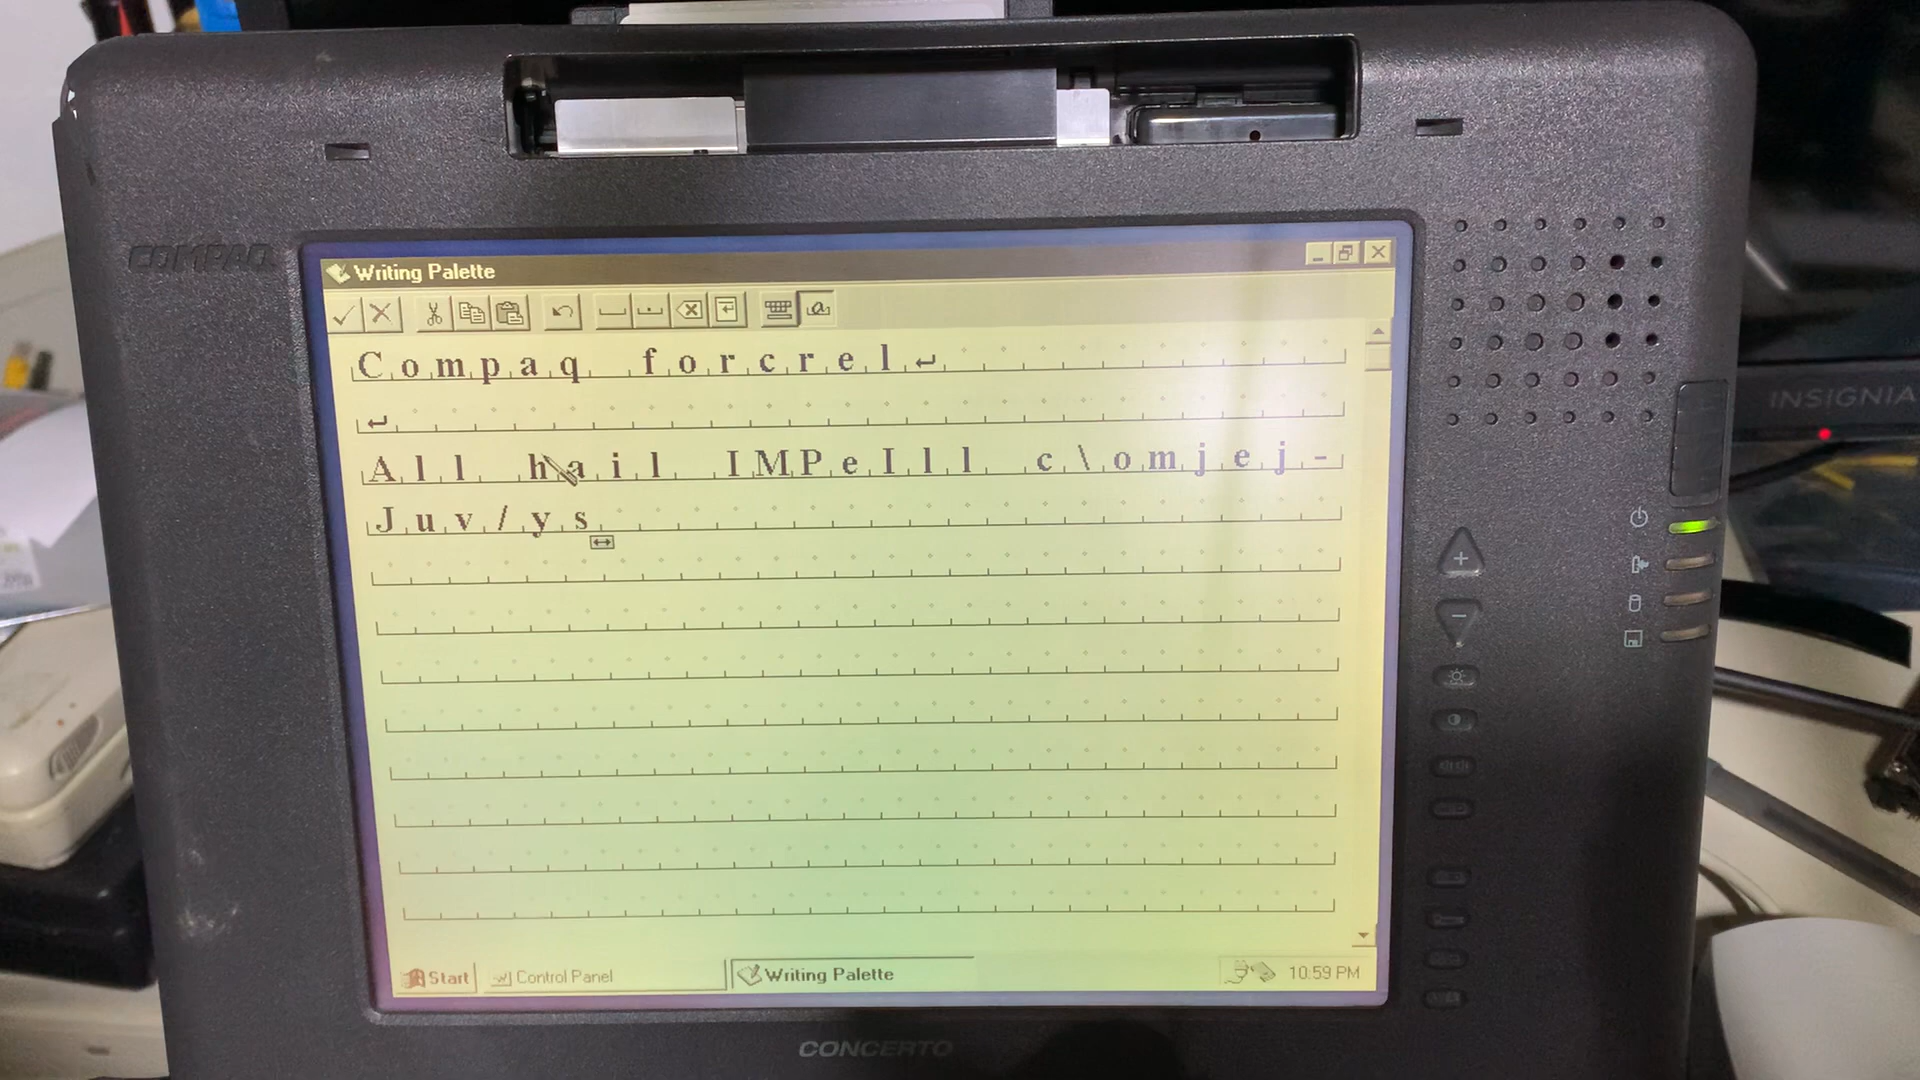 COMPAQ
Writing Palette
Compaq forcrel↵
↵
All hail IMPeIll c\omjej-
Juv/ys
INSIGNIA
Start Control Panel Writing Palette 10:59 PM
CONCERTO